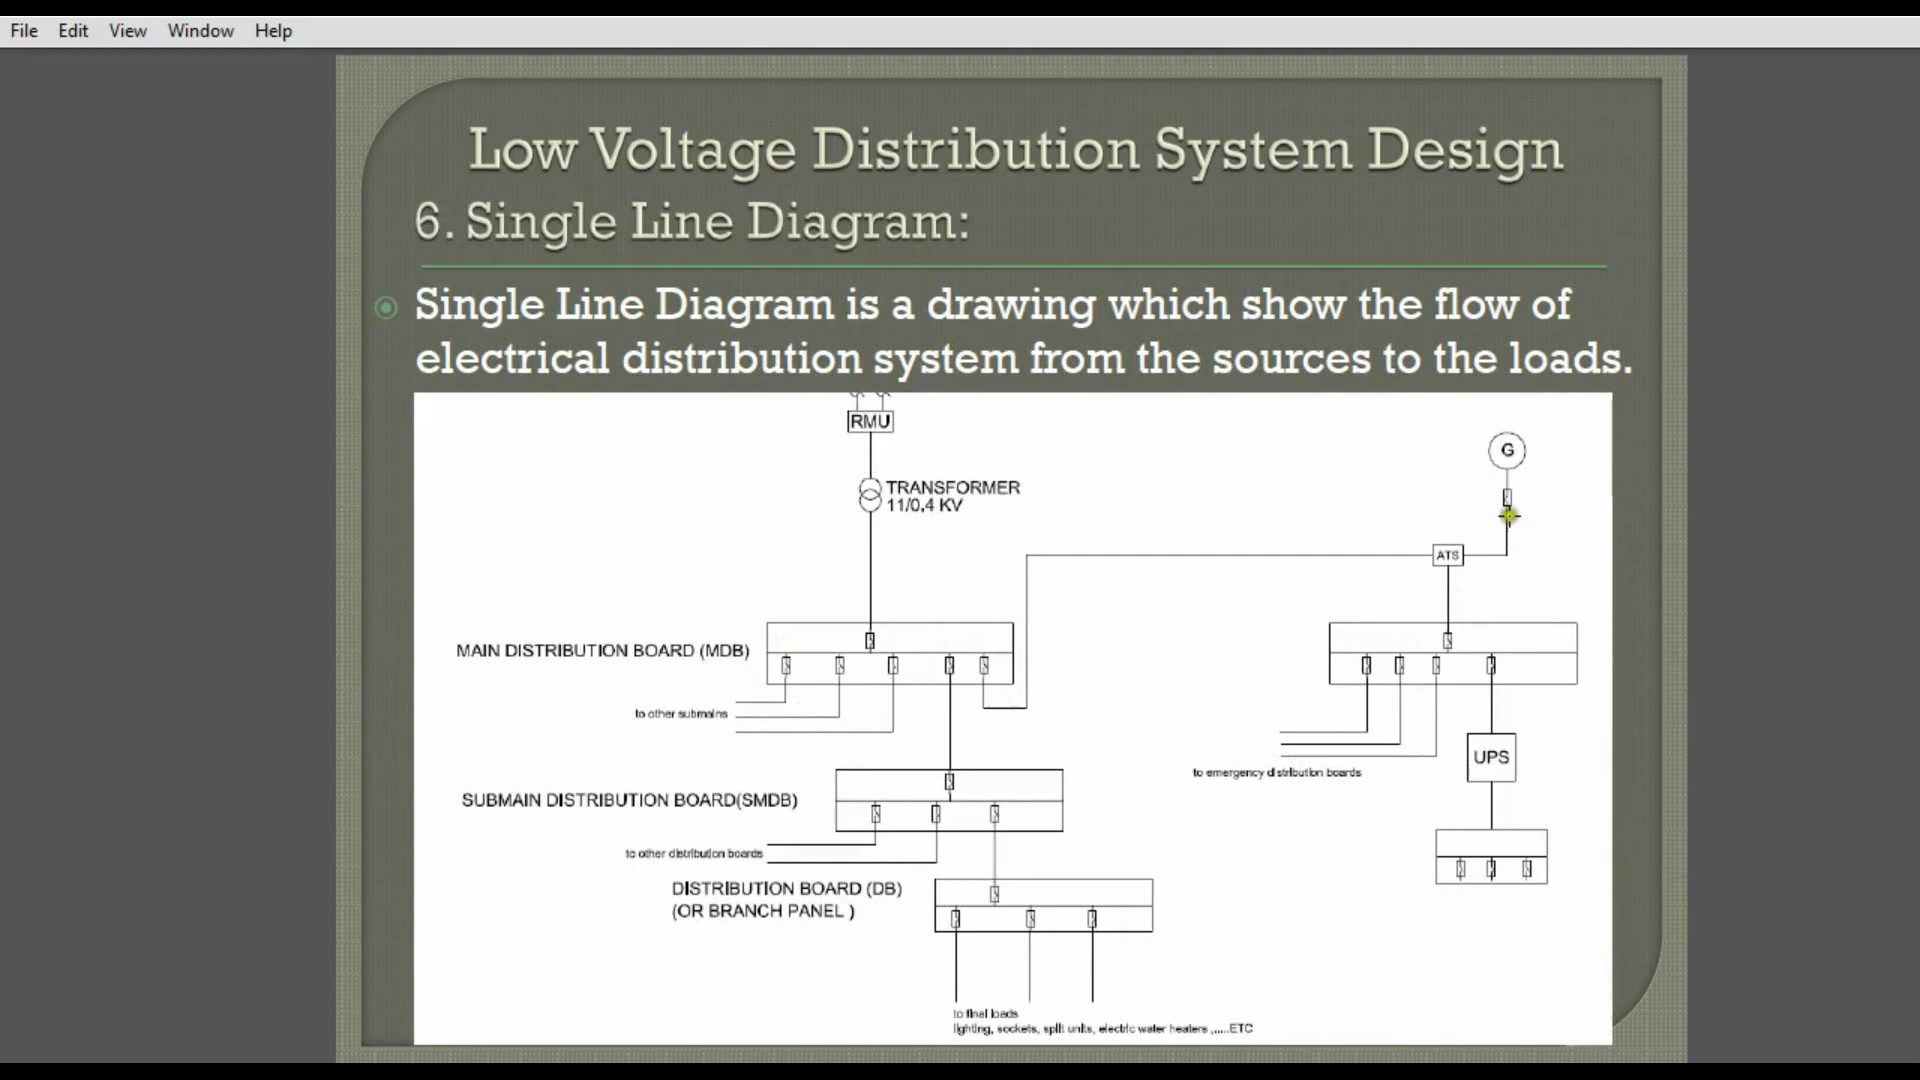 File Edit View Window Help
Low Voltage Distribution System Design
6. Single Line Diagram:
Single Line Diagram is a drawing which show the flow of
electrical distribution system from the sources to the loads.
RMU
G
TRANSFORMER
11/0,4 KV
ATS
MAIN DISTRIBUTION BOARD (MDB)
to other submains
UPS
to emergency distribution boards
SUBMAIN DISTRIBUTION BOARD(SMDB)
to other distribution boards
DISTRIBUTION BOARD (DB)
(OR BRANCH PANEL )
to final loads
lighting, sockets, split units, electric water heaters ,.....ETC